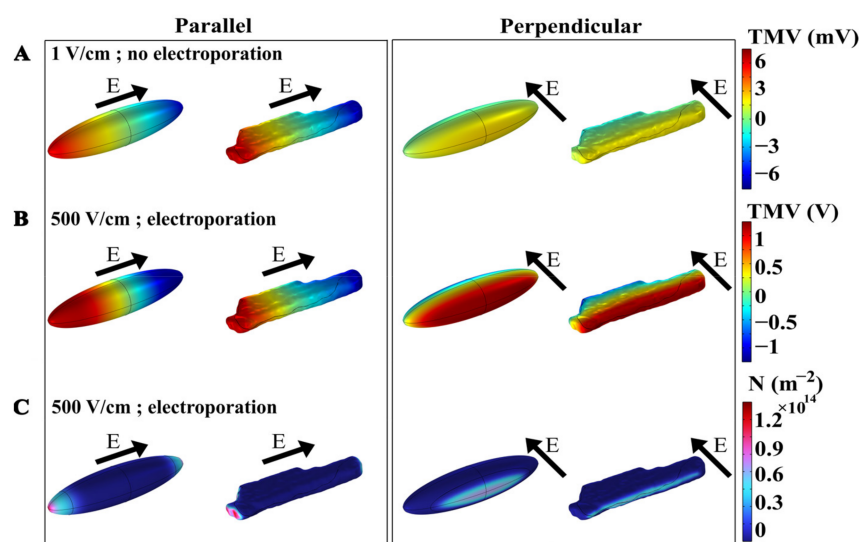 Parallel
Perpendicular
TMV (mV)
A 1 V/cm ; no electroporation
E E E E
6
3
0
−3
−6
B 500 V/cm ; electroporation
TMV (V)
E E E E
1
0.5
0
−0.5
−1
C 500 V/cm ; electroporation
N (m⁻²)
×10¹⁴
E E E E
1.2
0.9
0.6
0.4
0